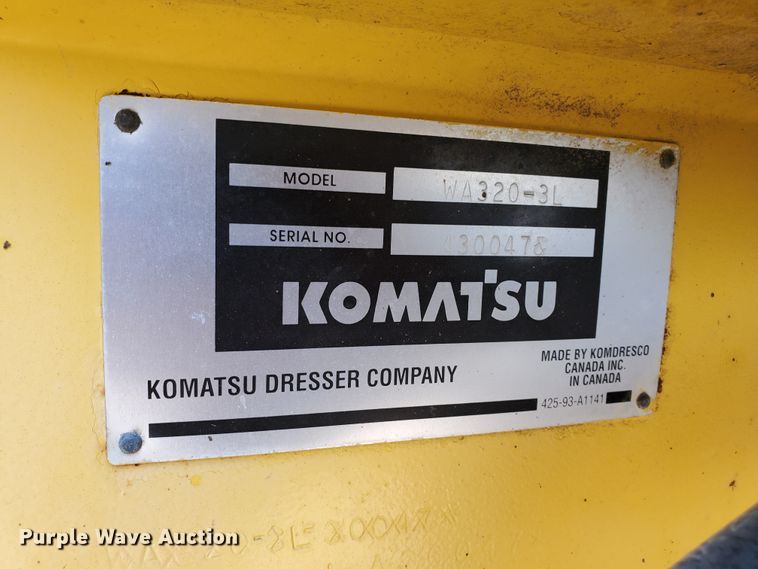 MODEL WA320-3L
SERIAL NO.
KOMATSU
KOMATSU DRESSER COMPANY
MADE BY KOMDRESCO
CANADA INC.
IN CANADA
425-93-A1141
Purple Wave Auction